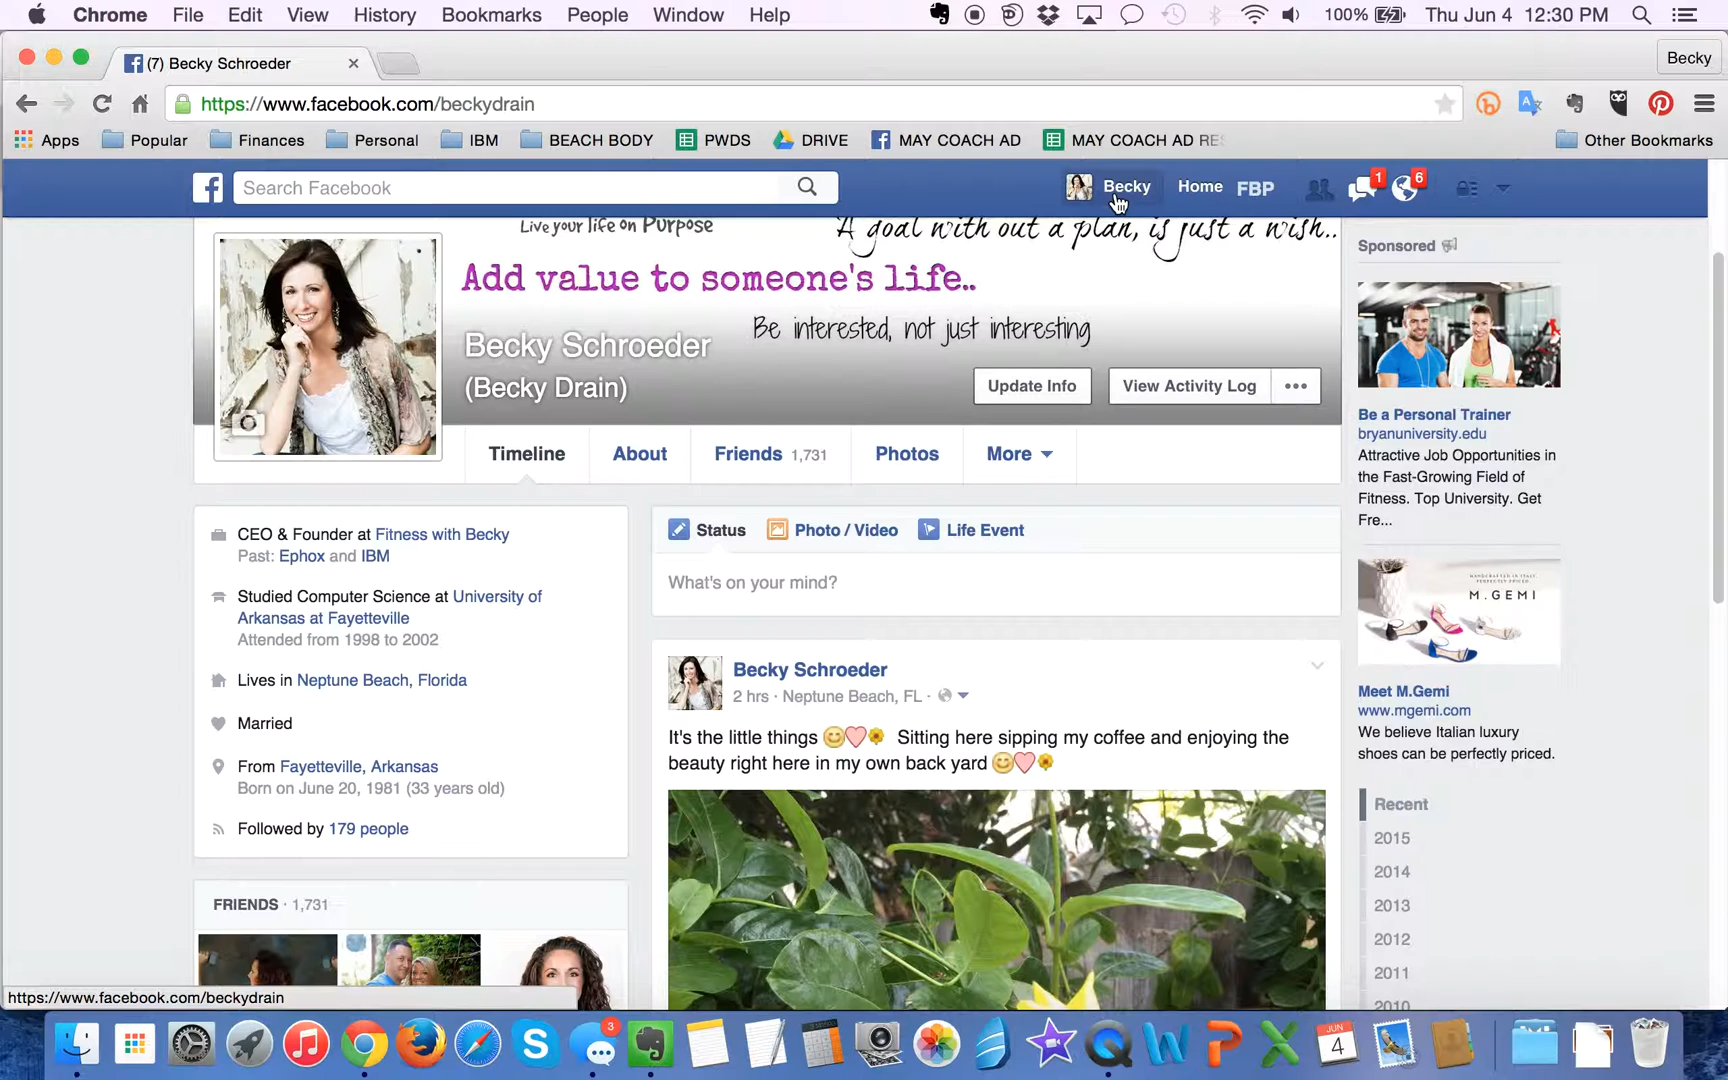 Chrome File Edit View History Bookmarks People Window Help 100% Thu Jun 4 12:30 PM
(7) Becky Schroeder
Becky
https://www.facebook.com/beckydrain
Apps Popular Finances Personal IBM BEACH BODY PWDS DRIVE MAY COACH AD MAY COACH AD RES Other Bookmarks
Search Facebook
Becky Home FBP 1 6
Live your life on Purpose
A goal with out a plan, is just a wish..
Add value to someone's life..
Be interested, not just interesting
Becky Schroeder
(Becky Drain)
Update Info View Activity Log
Timeline About Friends 1,731 Photos More
CEO & Founder at Fitness with Becky
Past: Ephox and IBM
Studied Computer Science at University of
Arkansas at Fayetteville
Attended from 1998 to 2002
Lives in Neptune Beach, Florida
Married
From Fayetteville, Arkansas
Born on June 20, 1981 (33 years old)
Followed by 179 people
FRIENDS · 1,731
Status Photo / Video Life Event
What's on your mind?
Becky Schroeder
2 hrs · Neptune Beach, FL ·
It's the little things 😊❤️🌻 Sitting here sipping my coffee and enjoying the
beauty right here in my own back yard 😊❤️🌻
Sponsored
Be a Personal Trainer
bryanuniversity.edu
Attractive Job Opportunities in
the Fast-Growing Field of
Fitness. Top University. Get
Fre...
M.GEMI
Meet M.Gemi
www.mgemi.com
We believe Italian luxury
shoes can be perfectly priced.
Recent
2015
2014
2013
2012
2011
2010
https://www.facebook.com/beckydrain
3
JUN
4